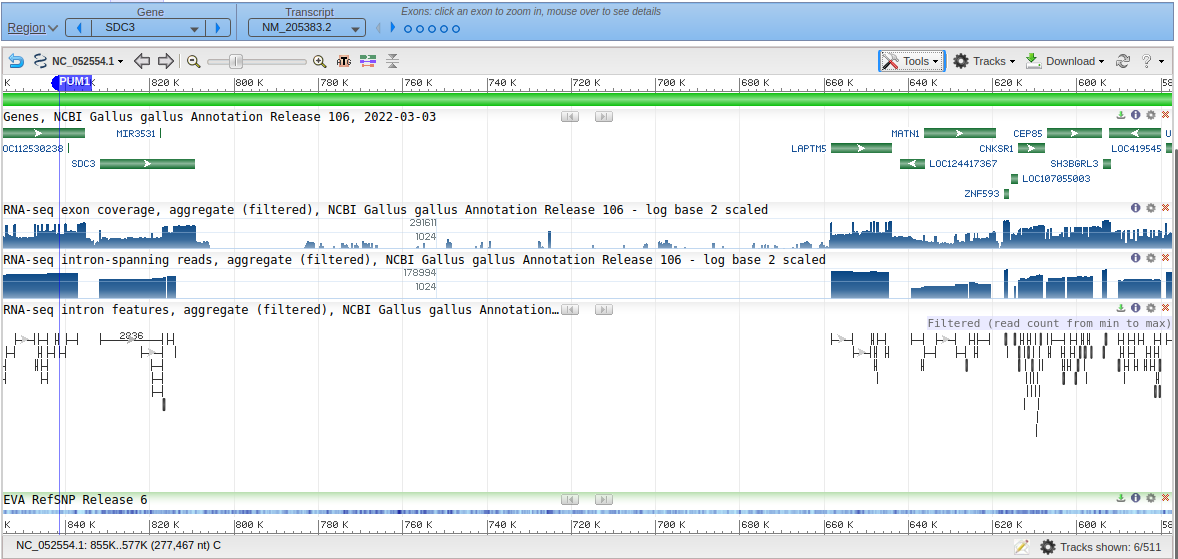 Gene Transcript Exons: click an exon to zoom in, mouse over to see details
Region SDC3 NM_205383.2
NC_052554.1 Tools Tracks Download ?
K PUM1 K 820 K 800 K 780 K 760 K 740 K 720 K 700 K 680 K 660 K 640 K 620 K 600 K 58
Genes, NCBI Gallus gallus Annotation Release 106, 2022-03-03
MIR3531 MATN1 CEP85 U
OC112530238 LAPTM5 CNKSR1 LOC419545
SDC3 LOC124417367 SH3BGRL3
LOC107055003
ZNF593
RNA-seq exon coverage, aggregate (filtered), NCBI Gallus gallus Annotation Release 106 - log base 2 scaled
291611
1024
RNA-seq intron-spanning reads, aggregate (filtered), NCBI Gallus gallus Annotation Release 106 - log base 2 scaled
178994
1024
RNA-seq intron features, aggregate (filtered), NCBI Gallus gallus Annotation…
Filtered (read count from min to max)
2836
EVA RefSNP Release 6
K 840 K 820 K 800 K 780 K 760 K 740 K 720 K 700 K 680 K 660 K 640 K 620 K 600 K 58
NC_052554.1: 855K..577K (277,467 nt) C Tracks shown: 6/511